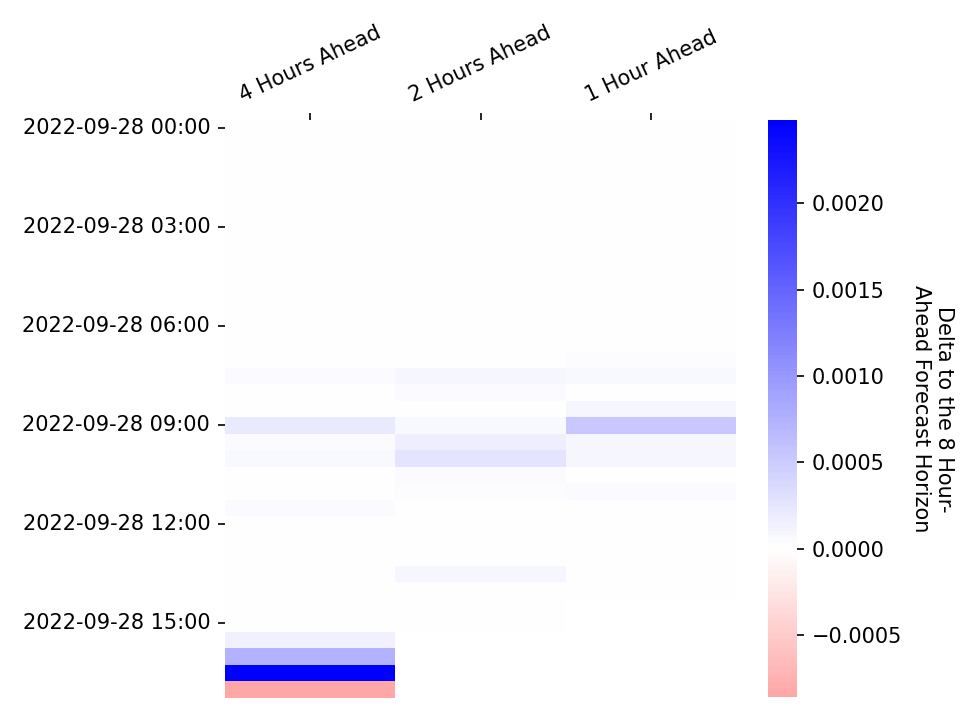 4 Hours Ahead
2 Hours Ahead
1 Hour Ahead
2022-09-28 00:00
2022-09-28 03:00
2022-09-28 06:00
2022-09-28 09:00
2022-09-28 12:00
2022-09-28 15:00
0.0020
0.0015
0.0010
0.0005
0.0000
−0.0005
Delta to the 8 Hour-
Ahead Forecast Horizon